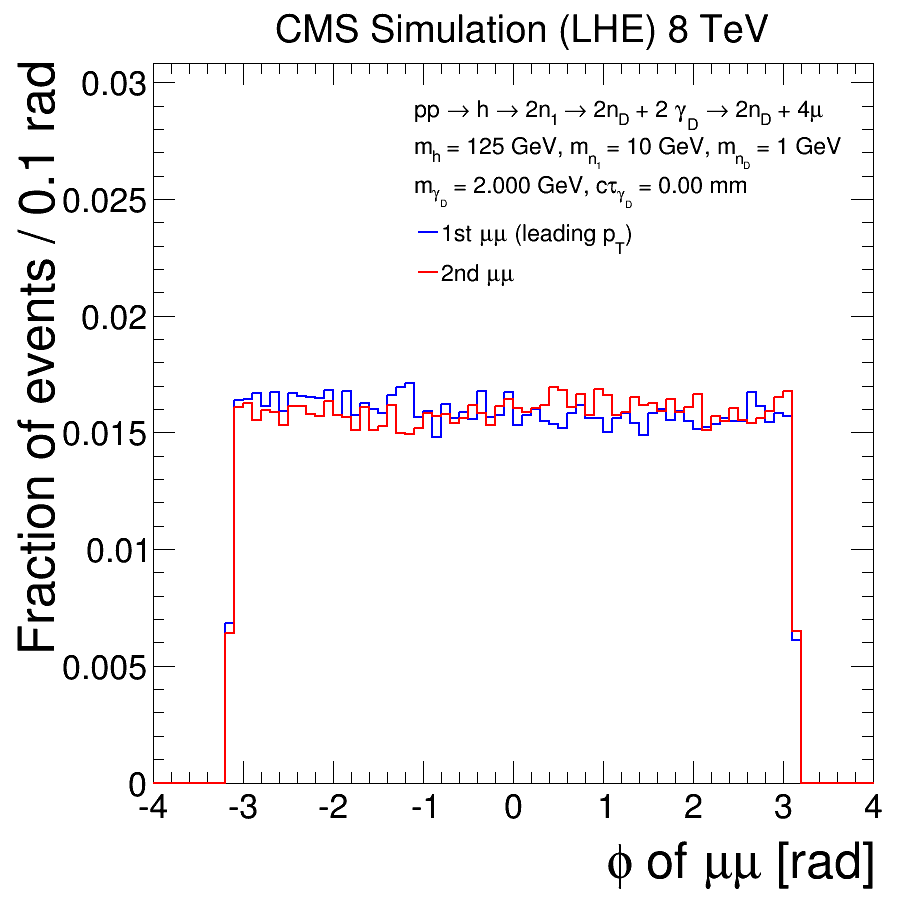 CMS Simulation (LHE) 8 TeV
pp → h → 2n1 → 2nD + 2 γD → 2nD + 4μ
mh = 125 GeV, mn1 = 10 GeV, mnD = 1 GeV
mγD = 2.000 GeV, cτγD = 0.00 mm
1st μμ (leading pT)
2nd μμ
Fraction of events / 0.1 rad
0.03
0.025
0.02
0.015
0.01
0.005
0
-4 -3 -2 -1 0 1 2 3 4
ϕ of μμ [rad]